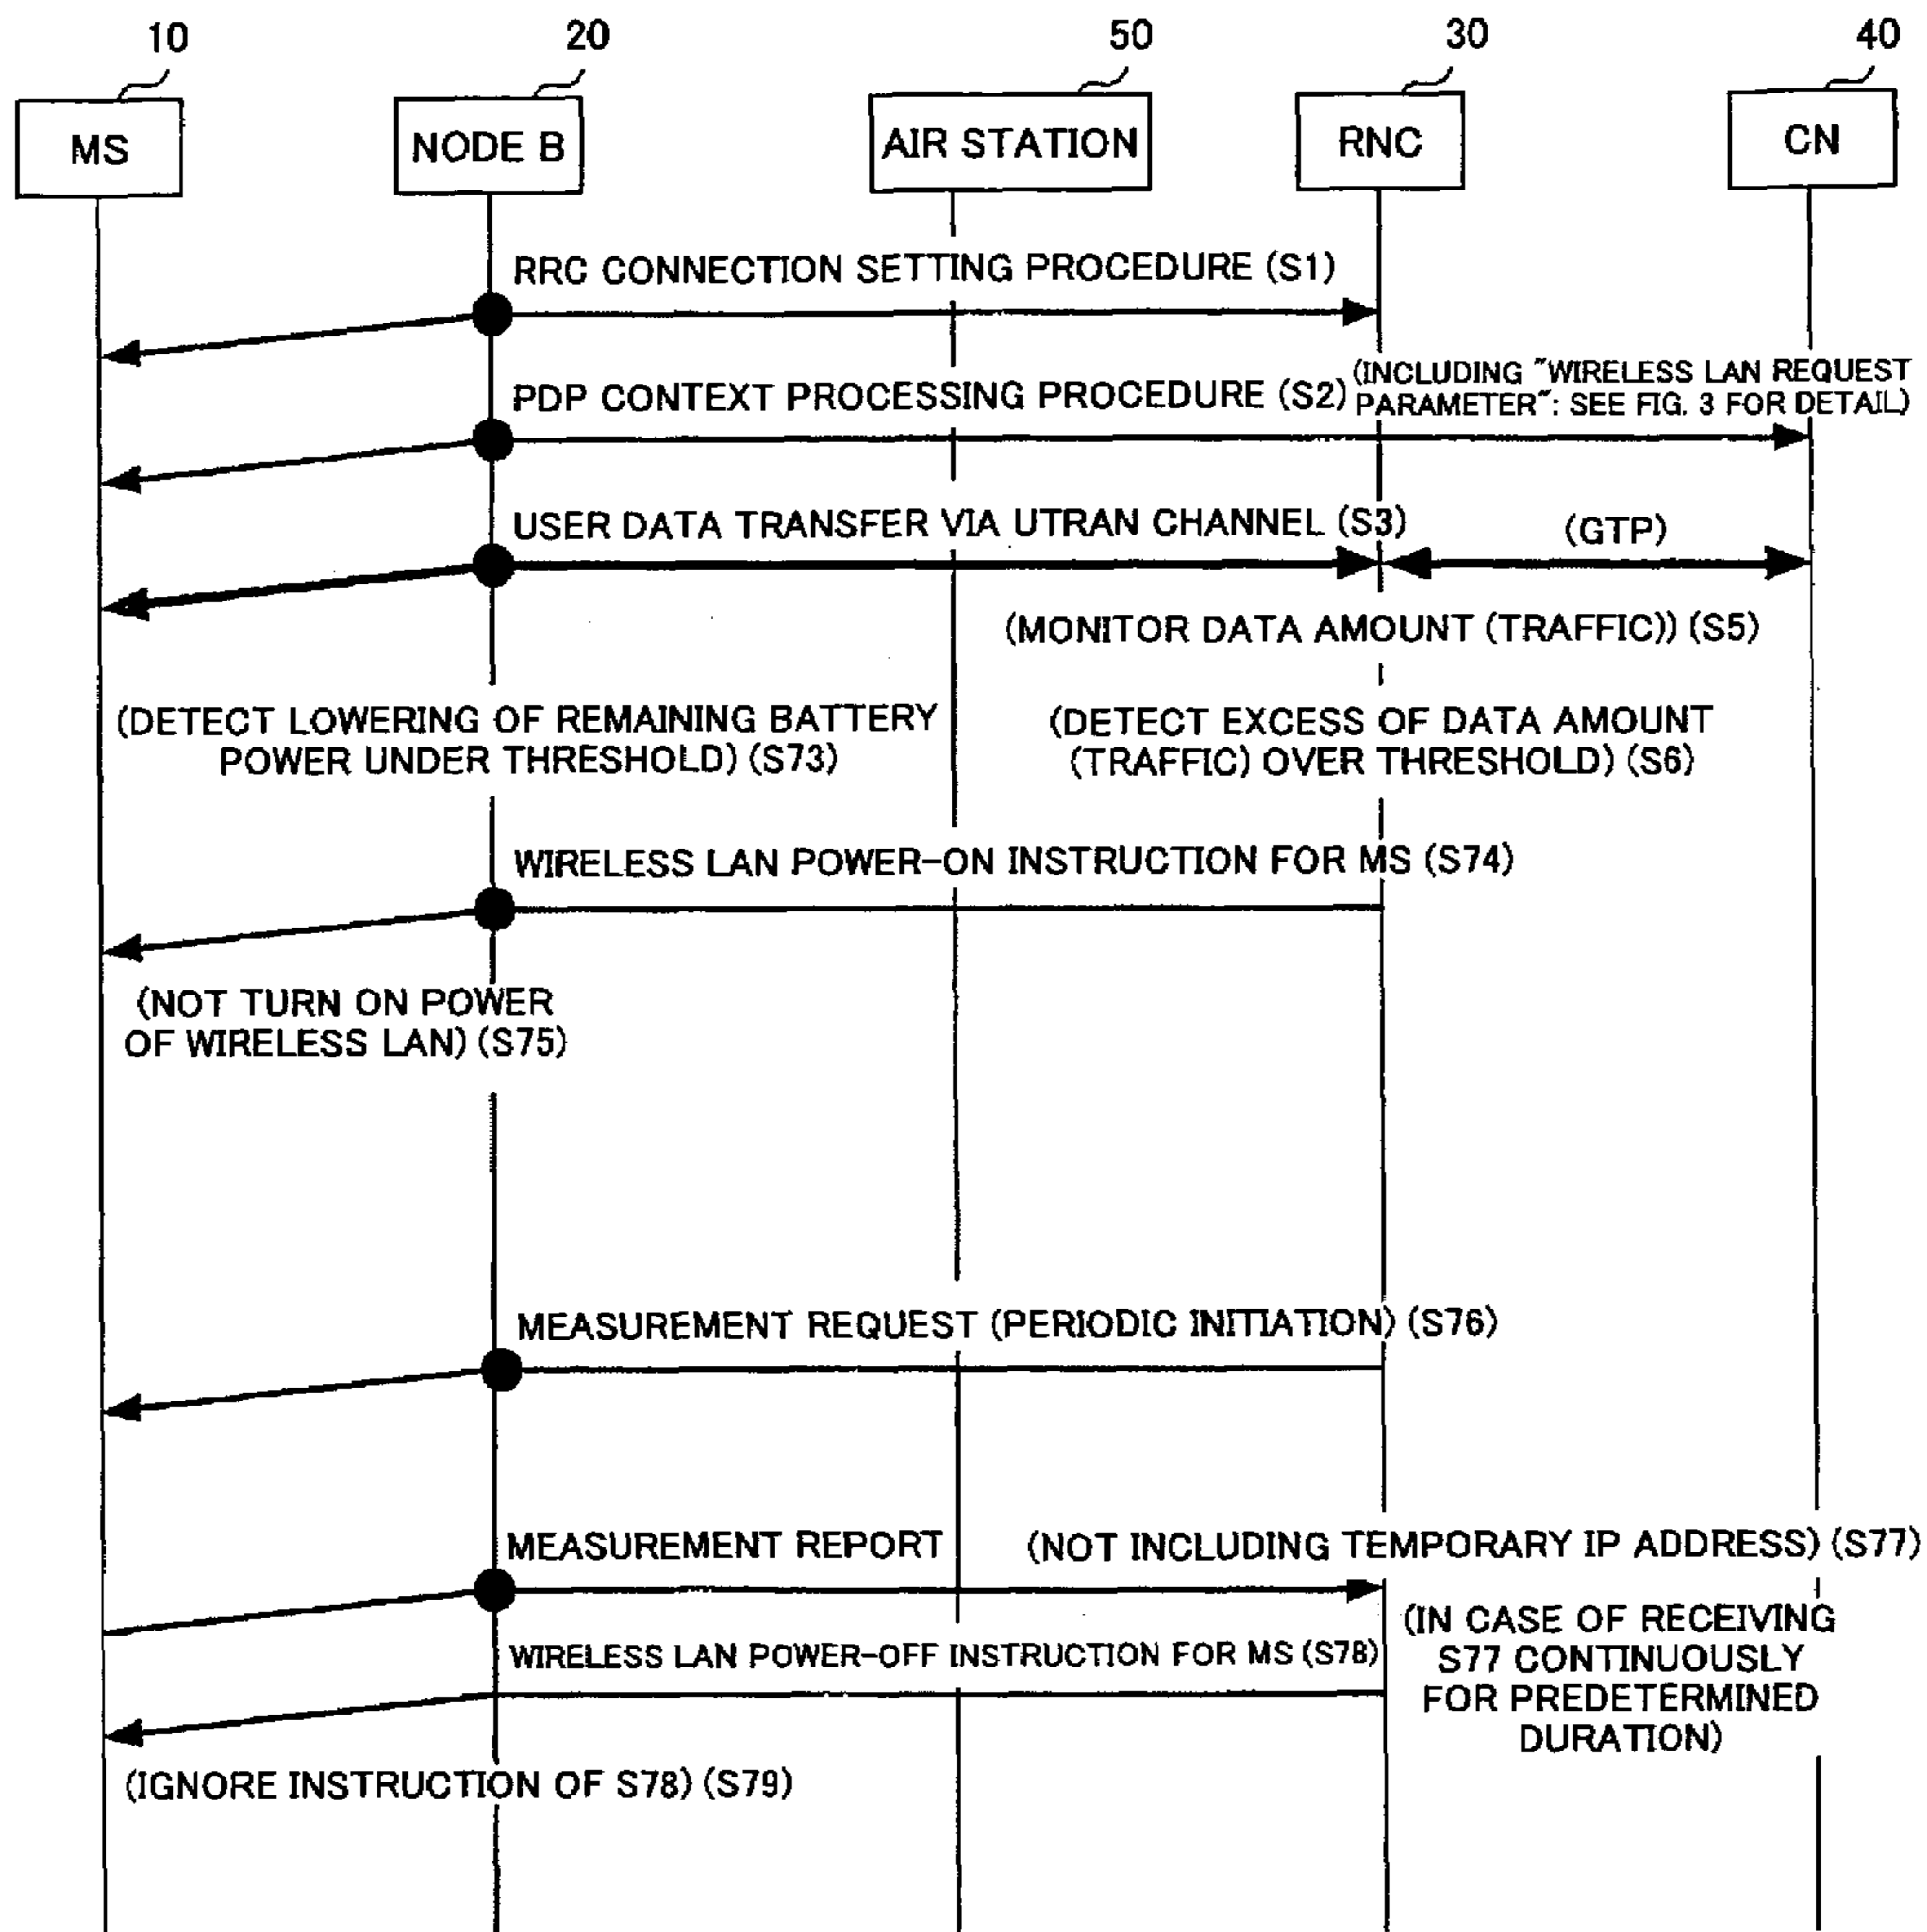 10
20
50
30
40
MS
NODE B
AIR STATION
RNC
CN
RRC CONNECTION SETTING PROCEDURE (S1)
PDP CONTEXT PROCESSING PROCEDURE (S2)
(INCLUDING "WIRELESS LAN REQUEST
PARAMETER": SEE FIG. 3 FOR DETAIL)
USER DATA TRANSFER VIA UTRAN CHANNEL (S3)
(GTP)
(MONITOR DATA AMOUNT (TRAFFIC)) (S5)
(DETECT LOWERING OF REMAINING BATTERY
POWER UNDER THRESHOLD) (S73)
(DETECT EXCESS OF DATA AMOUNT
(TRAFFIC) OVER THRESHOLD) (S6)
WIRELESS LAN POWER-ON INSTRUCTION FOR MS (S74)
(NOT TURN ON POWER
OF WIRELESS LAN) (S75)
MEASUREMENT REQUEST (PERIODIC INITIATION) (S76)
MEASUREMENT REPORT
(NOT INCLUDING TEMPORARY IP ADDRESS) (S77)
WIRELESS LAN POWER-OFF INSTRUCTION FOR MS (S78)
(IN CASE OF RECEIVING
S77 CONTINUOUSLY
FOR PREDETERMINED
DURATION)
(IGNORE INSTRUCTION OF S78) (S79)